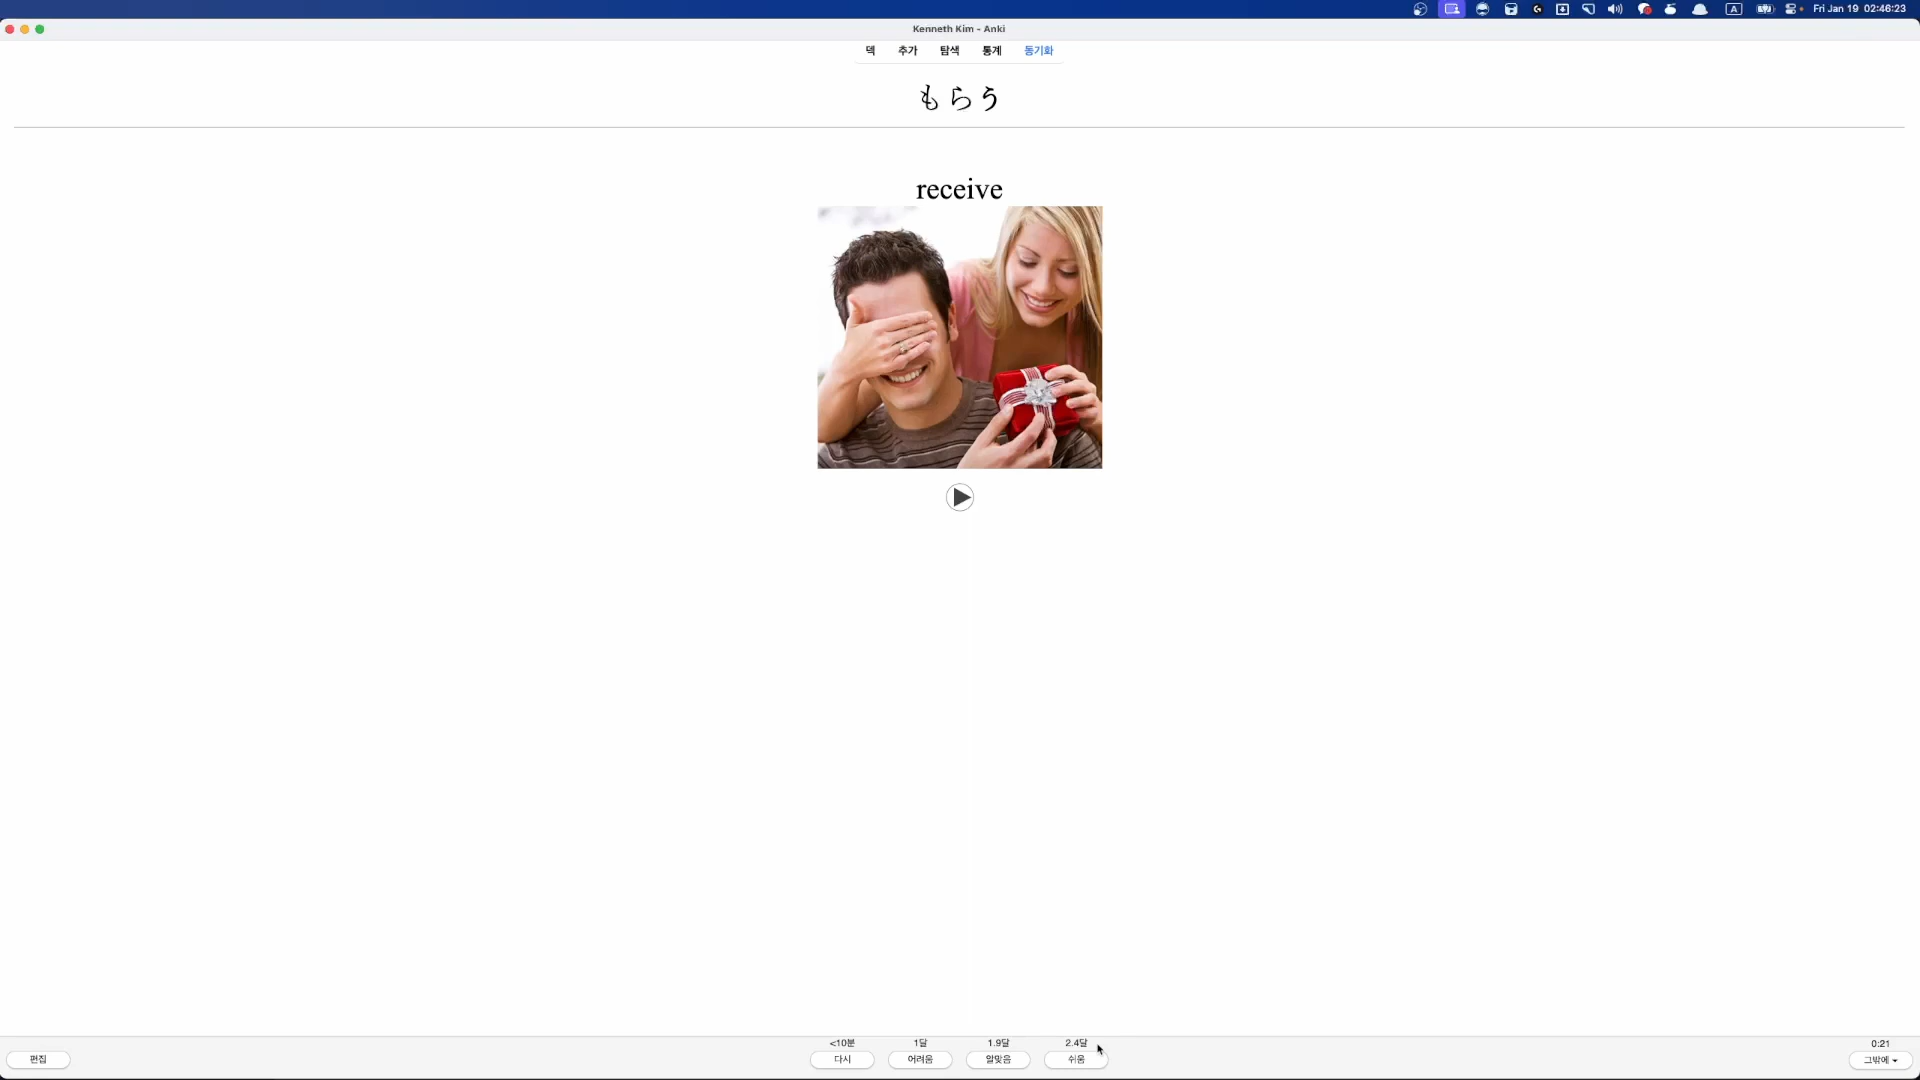 A Fri Jan 19 02:46:23
Kenneth Kim - Anki
덱 추가 탐색 통계 동기화
もらう
receive
<10분 1달 1.9달 2.4달 0:21
편집 다시 어려움 알맞음 쉬움 그밖에